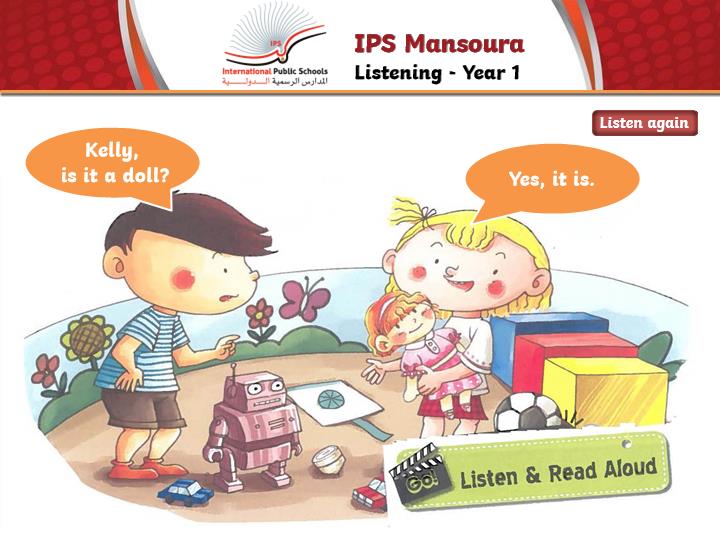 IPS
International Public Schools
المدارس الرسمية الـدولـيـة
IPS Mansoura
Listening - Year 1
Listen again
Kelly,
is it a doll?
Yes, it is.
GO!
Listen & Read Aloud